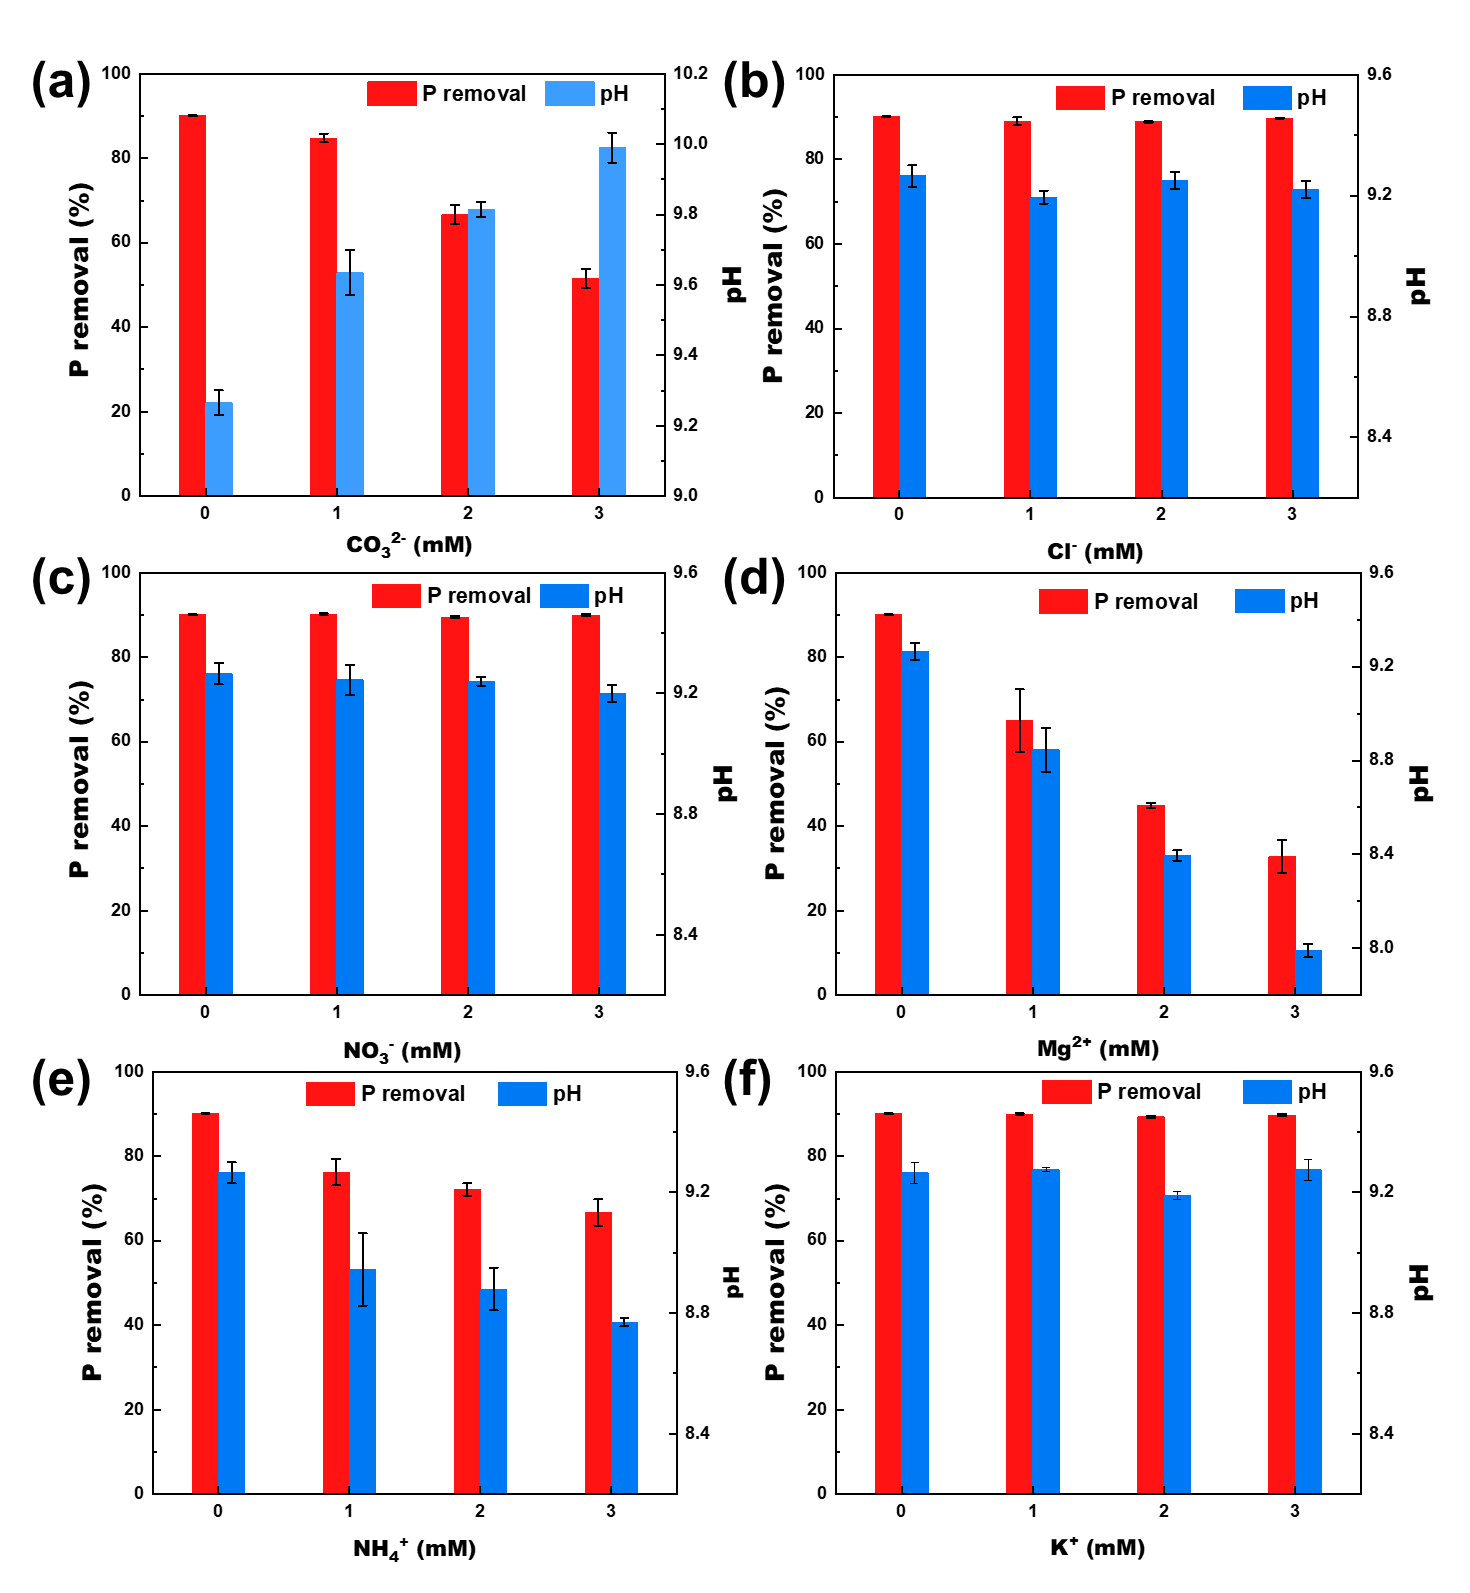 (a)
P removal
pH
100
80
60
40
20
0
P removal (%)
10.2
10.0
9.8
9.6
9.4
9.2
9.0
pH
0 1 2 3
CO₃²⁻ (mM)
(b)
P removal
pH
100
80
60
40
20
0
P removal (%)
9.6
9.2
8.8
8.4
pH
0 1 2 3
Cl⁻ (mM)
(c)
P removal
pH
100
80
60
40
20
0
P removal (%)
9.6
9.2
8.8
8.4
pH
0 1 2 3
NO₃⁻ (mM)
(d)
P removal
pH
100
80
60
40
20
0
P removal (%)
9.6
9.2
8.8
8.4
8.0
pH
0 1 2 3
Mg²⁺ (mM)
(e)
P removal
pH
100
80
60
40
20
0
P removal (%)
9.6
9.2
8.8
8.4
pH
0 1 2 3
NH₄⁺ (mM)
(f)
P removal
pH
100
80
60
40
20
0
P removal (%)
9.6
9.2
8.8
8.4
pH
0 1 2 3
K⁺ (mM)